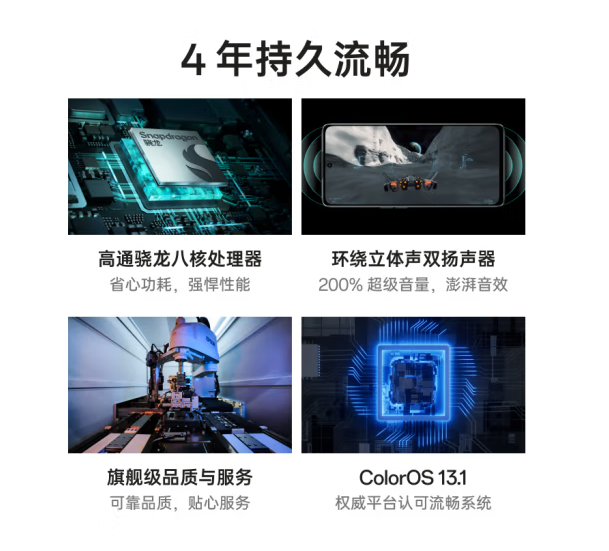 4 年持久流畅
Snapdragon
骁龙
高通骁龙八核处理器
环绕立体声双扬声器
省心功耗，强悍性能
200% 超级音量，澎湃音效
旗舰级品质与服务
ColorOS 13.1
可靠品质，贴心服务
权威平台认可流畅系统